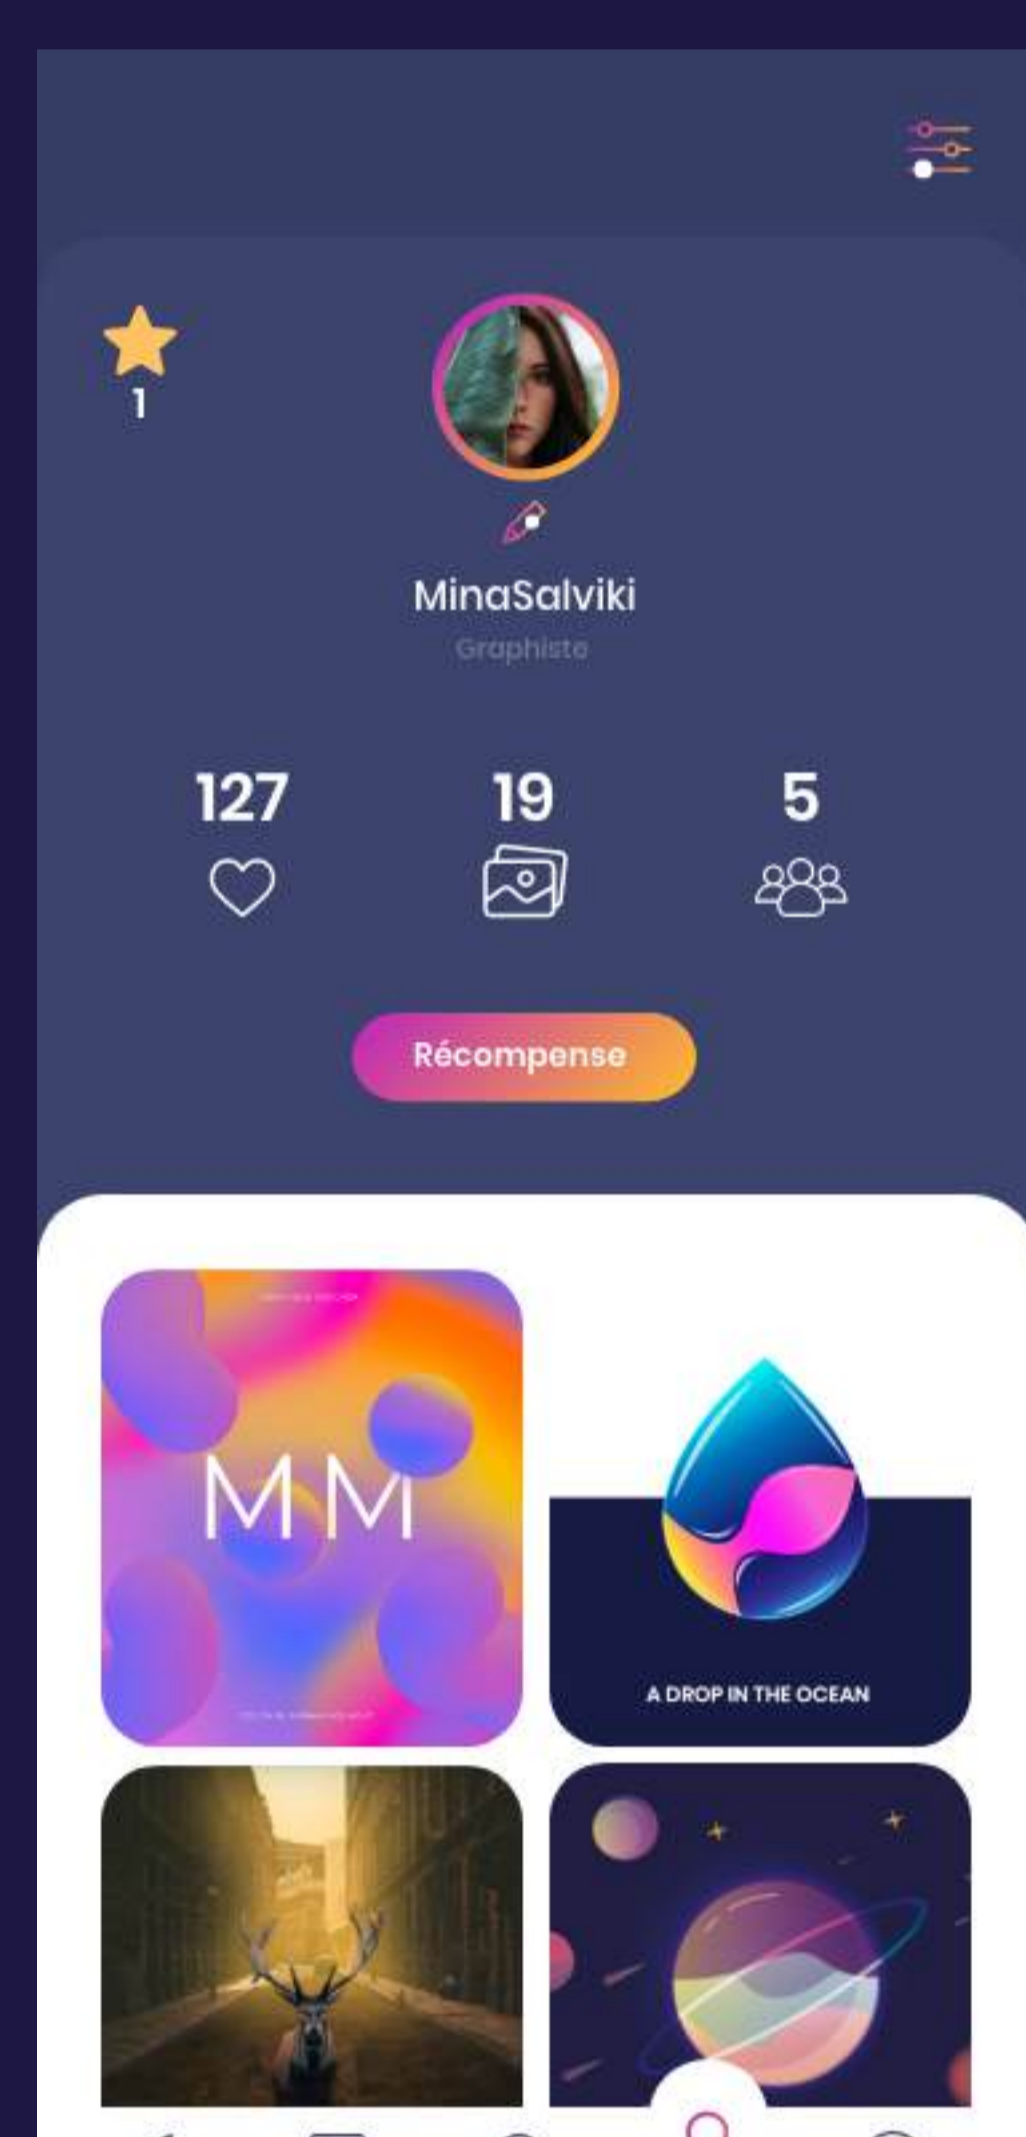 1
MinaSalviki
Graphiste
127
19
5
Récompense
MM
A DROP IN THE OCEAN